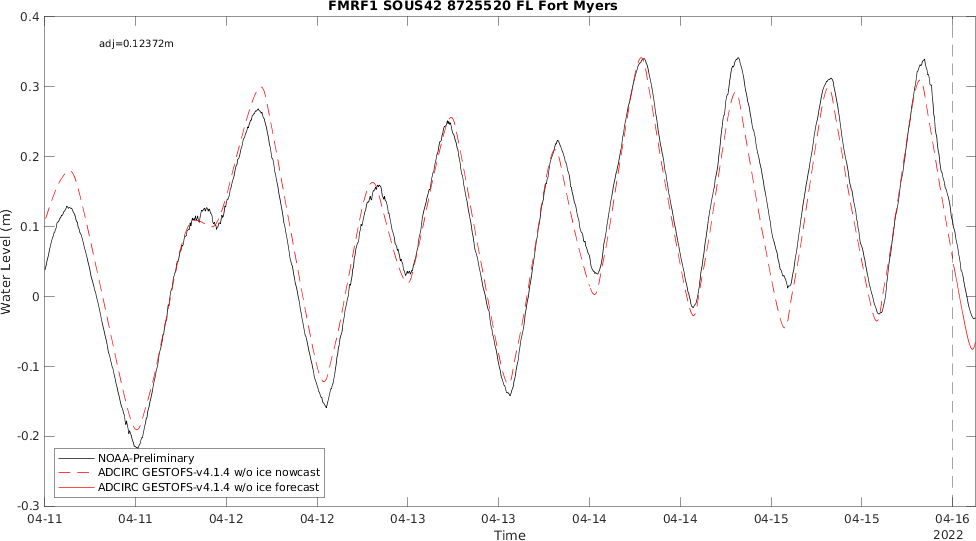 FMRF1 SOUS42 8725520 FL Fort Myers
adj=0.12372m
0.4
0.3
0.2
0.1
0
-0.1
-0.2
-0.3
Water Level (m)
NOAA-Preliminary
ADCIRC GESTOFS-v4.1.4 w/o ice nowcast
ADCIRC GESTOFS-v4.1.4 w/o ice forecast
04-11 04-11 04-12 04-12 04-13 04-13 04-14 04-14 04-15 04-15 04-16
Time
2022